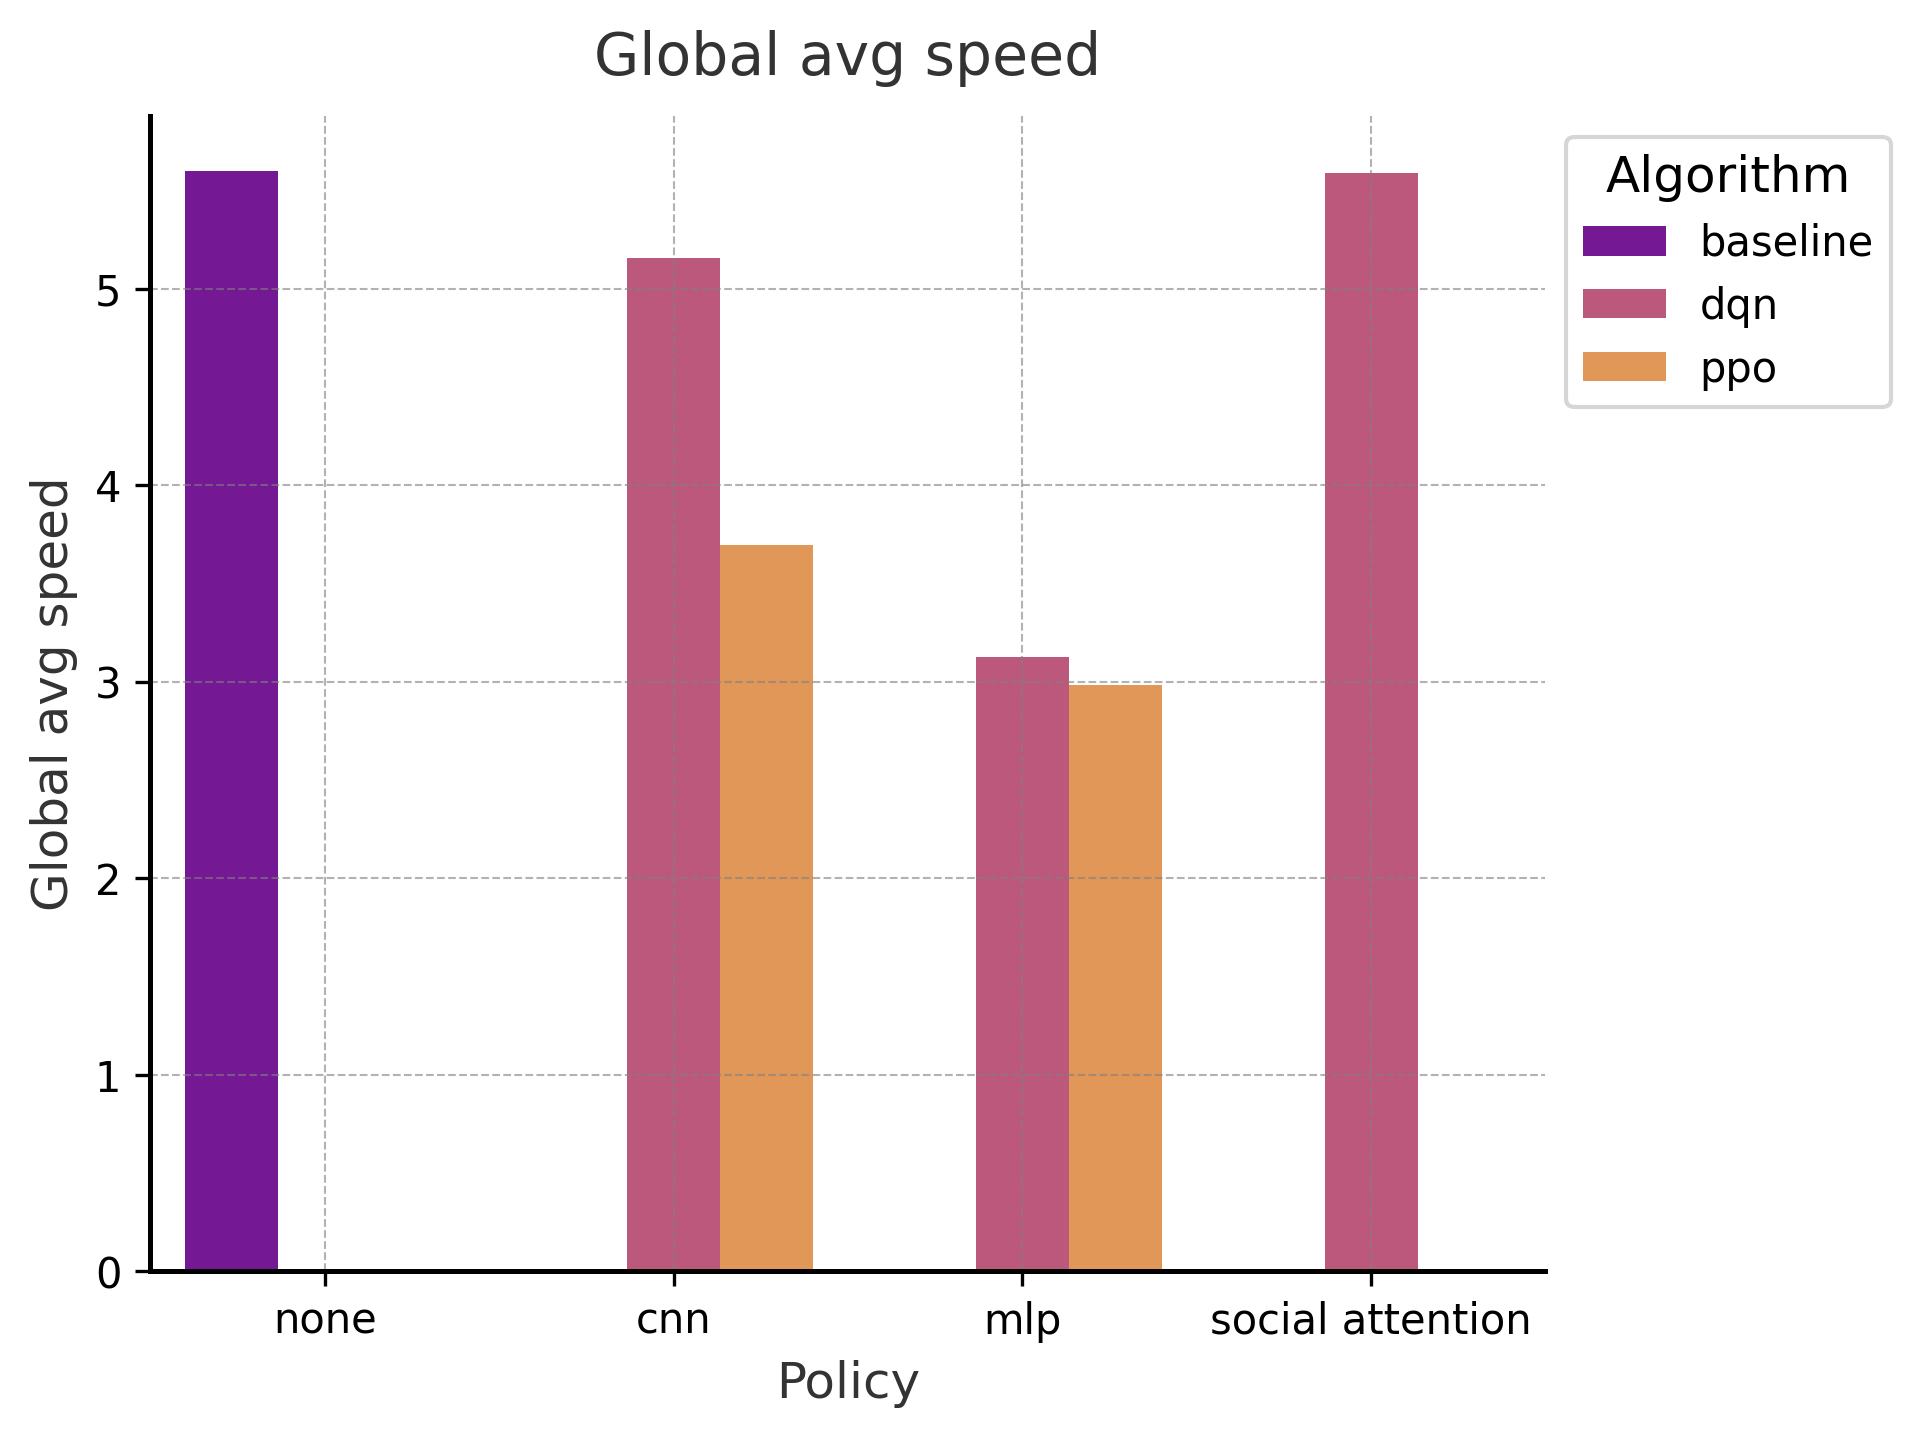 Global avg speed
Global avg speed
5
4
3
2
1
0
none
cnn
mlp
social attention
Policy
Algorithm
baseline
dqn
ppo